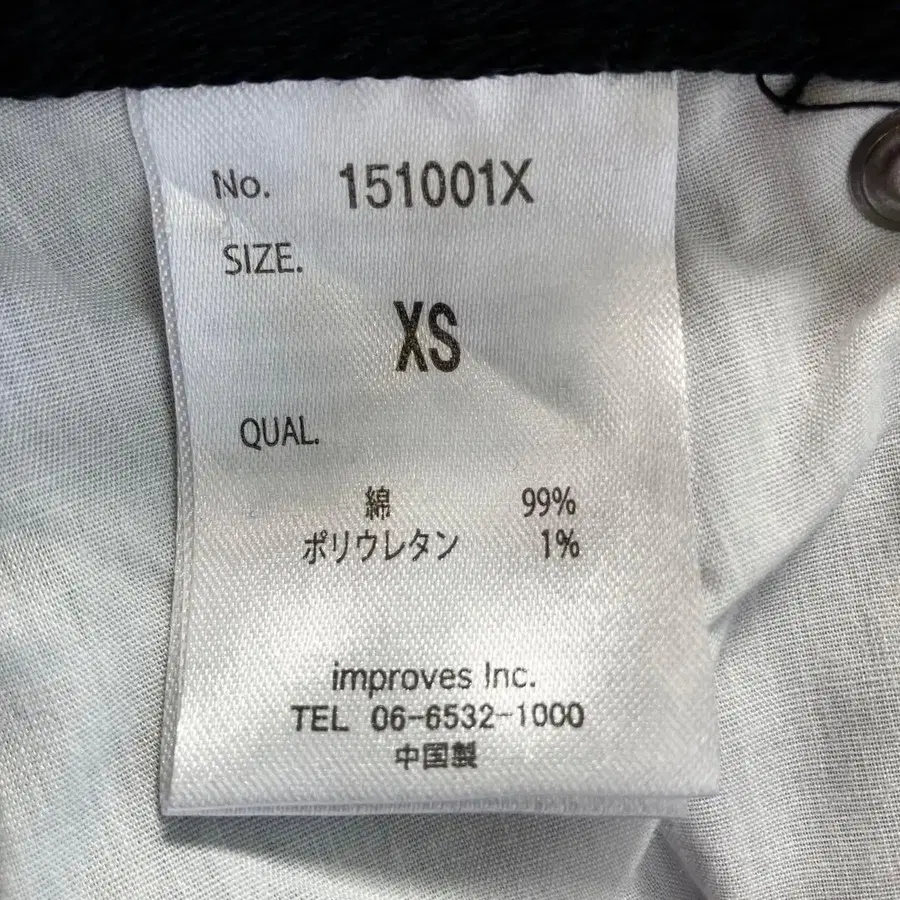 No. 151001X
SIZE.
XS
QUAL.
綿 99%
ポリウレタン 1%
improves Inc.
TEL 06-6532-1000
中国製